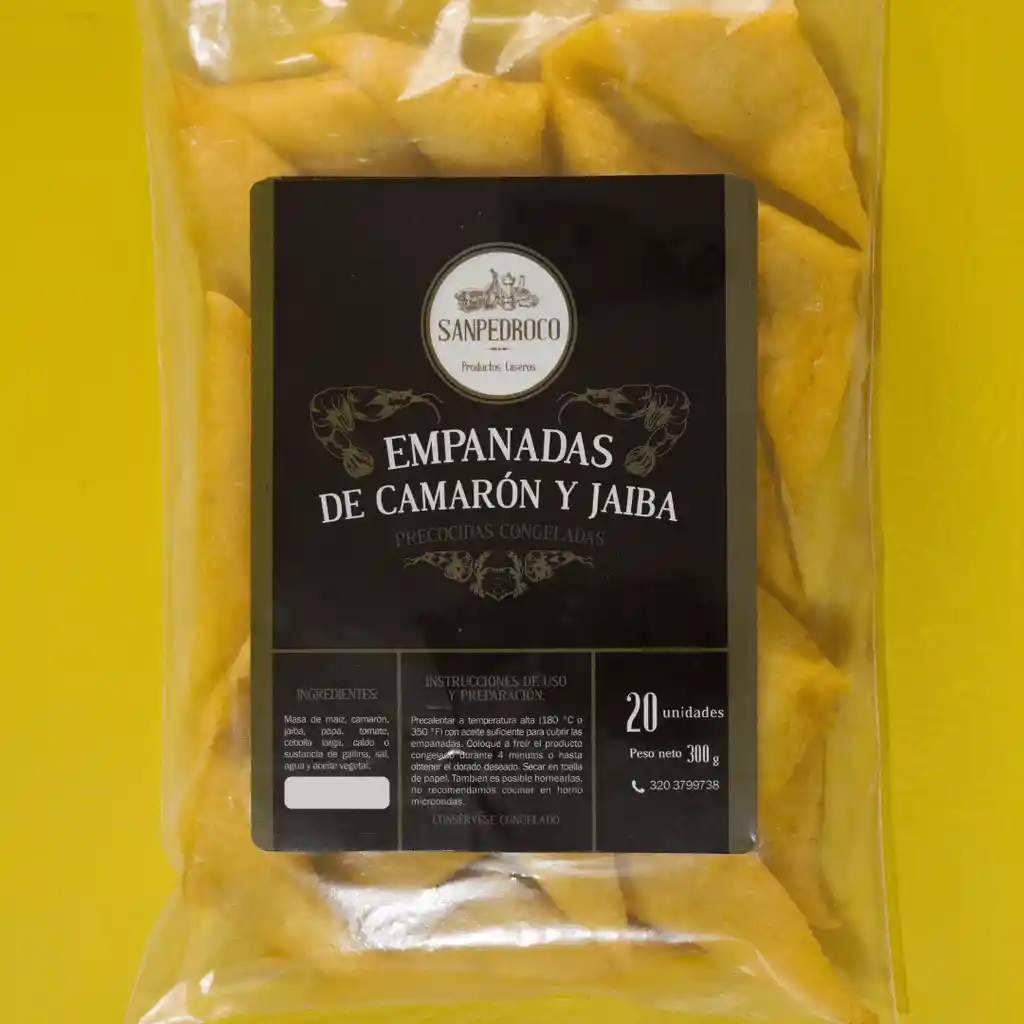 SANPEDROCO
Productos Caseros
EMPANADAS
DE CAMARÓN Y JAIBA
PRECOCIDAS CONGELADAS
INGREDIENTES:
Masa de maíz, camarón,
jaiba, papa, tomate,
cebolla larga, caldo o
sustancia de gallina, sal,
agua y aceite vegetal.
INSTRUCCIONES DE USO
Y PREPARACIÓN:
Precalentar a temperatura alta (180 °C o
350 °F) con aceite suficiente para cubrir las
empanadas. Coloque a freír el producto
congelado durante 4 minutos o hasta
obtener el dorado deseado. Secar en toalla
de papel. También es posible hornearlas,
no recomendamos cocinar en horno
microondas.
CONSÉRVESE CONGELADO
20 unidades
Peso neto 300 g
320 3799738